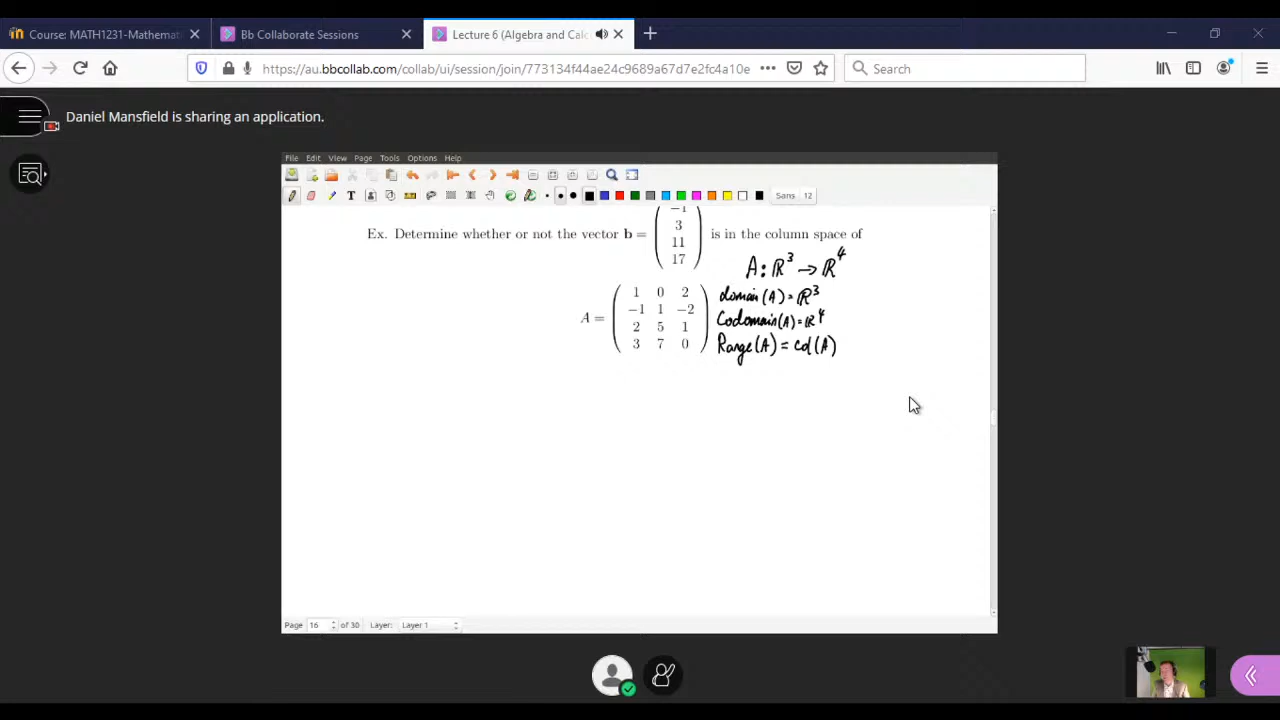 Course: MATH1231-Mathemat
Bb Collaborate Sessions
Lecture 6 (Algebra and Calc
https://au.bbcollab.com/collab/ui/session/join/773134f44ae24c9689a67d7e2fc4a10e
Search
Daniel Mansfield is sharing an application.
File Edit View Page Tools Options Help
Sans 12
Ex. Determine whether or not the vector b = ( −1 3 11 17 ) is in the column space of
A: ℝ³ → ℝ⁴
domain(A) = ℝ³
Codomain(A) = ℝ⁴
Range(A) = col(A)
A =
1 0 2
−1 1 −2
2 5 1
3 7 0
Page 16 of 30 Layer: Layer 1